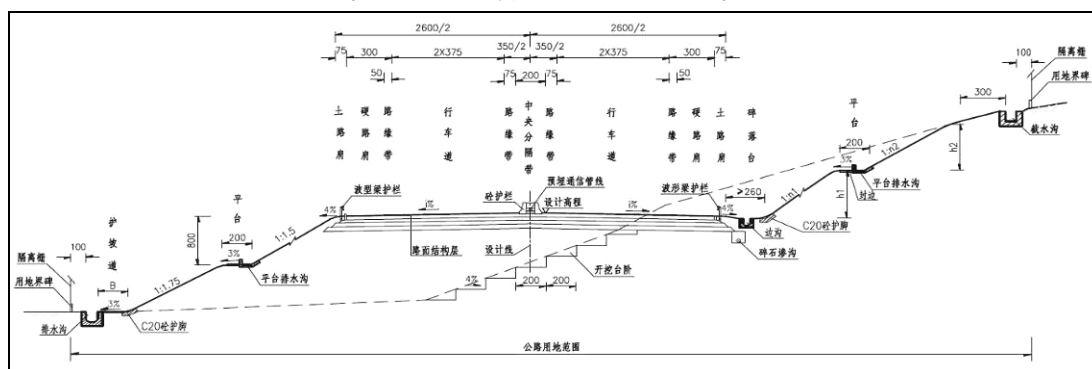 2600/2 2600/2
75 300 2X375 350/2 350/2 2X375 300 75
50 75 200 75 50
土路肩 硬路肩 路缘带 行车道 路缘带 中央分隔带 路缘带 行车道 路缘带 硬路肩 土路肩 碎落台 平台
100
隔离栅
用地界碑
300
截水沟
200
3%
1:n2
h2
平台排水沟
封边
h1
1:n1
C20砼护脚
>260
边沟
碎石渗沟
波形梁护栏
4%
i%
预埋通信管线
设计高程
砼护栏
波型梁护栏
4%
i%
路面结构层
设计线
开挖台阶
4%
200 200
平台
200
800
1:1.5
3%
平台排水沟
护坡道
100
隔离栅
用地界碑
B
3%
1:1.75
排水沟
C20砼护脚
公路用地范围